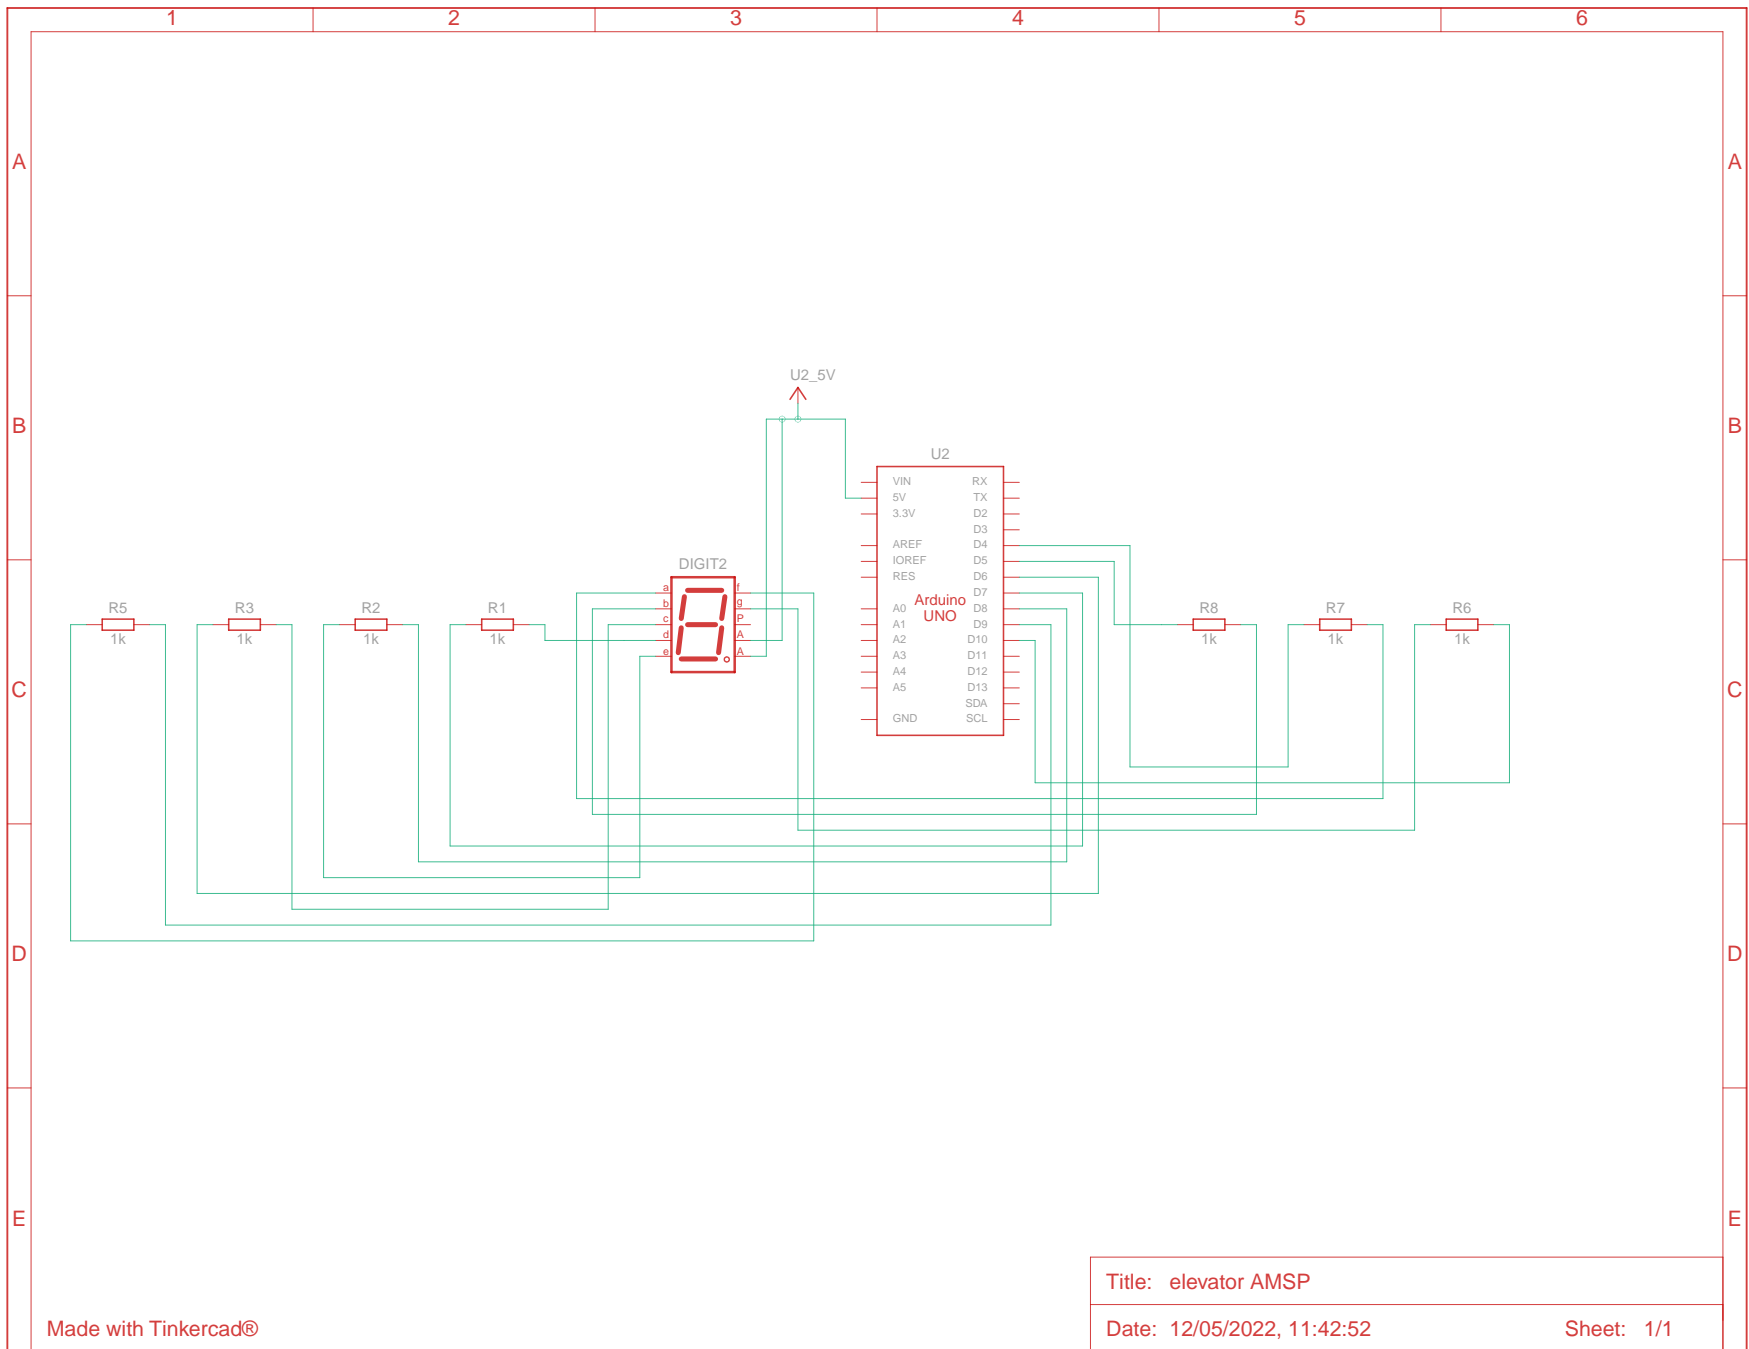 1 2 3 4 5 6
A A
U2_5V
B B
U2
VIN RX
5V TX
3.3V D2
D3
AREF D4
IOREF D5
RES D6
D7
A0 D8
A1 D9
A2 D10
A3 D11
A4 D12
A5 D13
SDA
GND SCL
Arduino
UNO
DIGIT2
a f
b g
c P
d A
e A
R5 R3 R2 R1 R8 R7 R6
1k 1k 1k 1k 1k 1k 1k
C C
D D
E E
Title: elevator AMSP
Made with Tinkercad® Date: 12/05/2022, 11:42:52 Sheet: 1/1